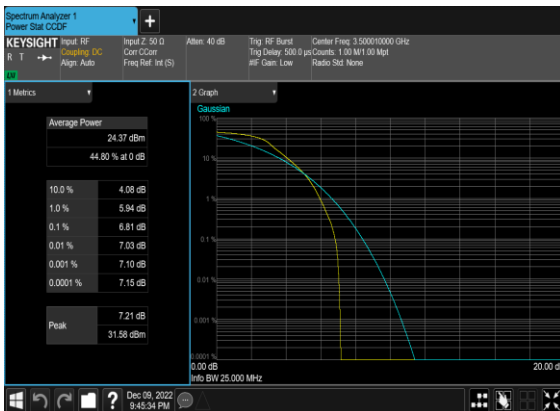 Spectrum Analyzer 1
Power Stat CCDF
+
KEYSIGHT
R T
LV
Input: RF
Coupling: DC
Align: Auto
Input Z: 50 Ω
Corr CCorr
Freq Ref: Int (S)
Atten: 40 dB
Trig: RF Burst
Trig Delay: 500.0 µs
#IF Gain: Low
Center Freq: 3.500010000 GHz
Counts: 1.00 M/1.00 Mpt
Radio Std: None
1 Metrics
Average Power
24.37 dBm
44.80 % at 0 dB
10.0 % 4.08 dB
1.0 % 5.94 dB
0.1 % 6.81 dB
0.01 % 7.03 dB
0.001 % 7.10 dB
0.0001 % 7.15 dB
Peak
7.21 dB
31.58 dBm
2 Graph
Gaussian
100 %
10 %
1 %
0.1 %
0.01 %
0.001 %
0.0001 %
0.00 dB
20.00 d
Info BW 25.000 MHz
?
Dec 09, 2022
9:45:34 PM